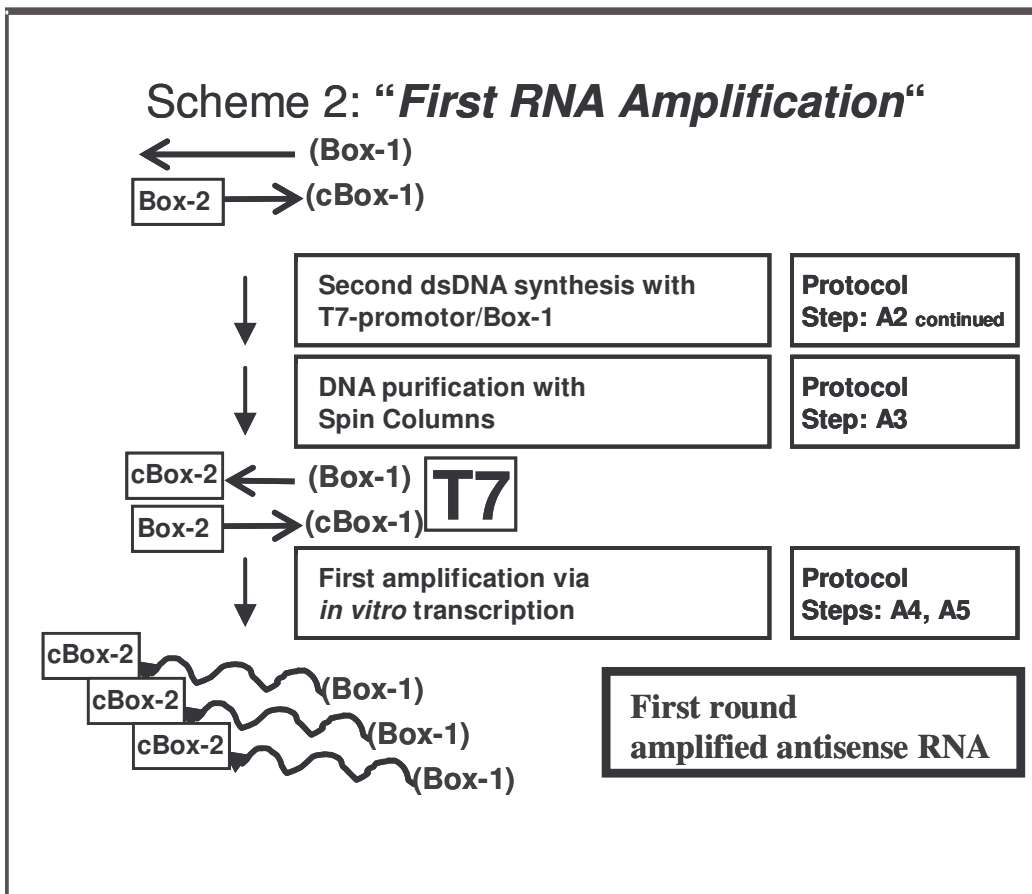 Scheme 2: “First RNA Amplification“
(Box-1)
Box-2 (cBox-1)
Second dsDNA synthesis with
T7-promotor/Box-1
Protocol
Step: A2 continued
DNA purification with
Spin Columns
Protocol
Step: A3
cBox-2 (Box-1)
T7
Box-2 (cBox-1)
First amplification via
in vitro transcription
Protocol
Steps: A4, A5
cBox-2 (Box-1)
cBox-2 (Box-1)
cBox-2 (Box-1)
First round
amplified antisense RNA